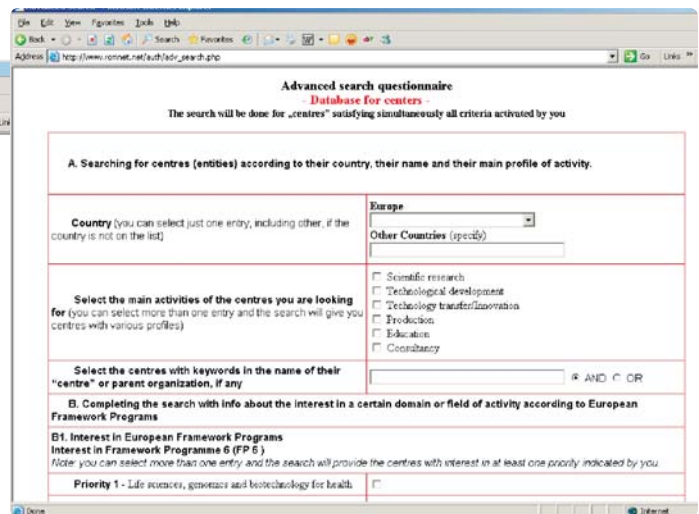 File Edit View Favorites Tools Help
Back Search Favorites
Address http://www.romnet.net/auth/adv_search.php Go Links »
Advanced search questionnaire
- Database for centers -
The search will be done for „centres" satisfying simultaneously all criteria activated by you
A. Searching for centres (entities) according to their country, their name and their main profile of activity.
Europe
Country (you can select just one entry, including other, if the
country is not on the list)
Other Countries (specify)
Select the main activities of the centres you are looking
for (you can select more than one entry and the search will give you
centres with various profiles)
Scientific research
Technological development
Technology transfer/Innovation
Production
Education
Consultancy
Select the centres with keywords in the name of their
"centre" or parent organization, if any
AND OR
B. Completing the search with info about the interest in a certain domain or field of activity according to European
Framework Programs
B1. Interest in European Framework Programs
Interest in Framework Programme 6 (FP 6 )
Note: you can select more than one entry and the search will provide the centres with interest in at least one priority indicated by you.
Priority 1 - Life sciences, genomics and biotechnology for health
Done Internet